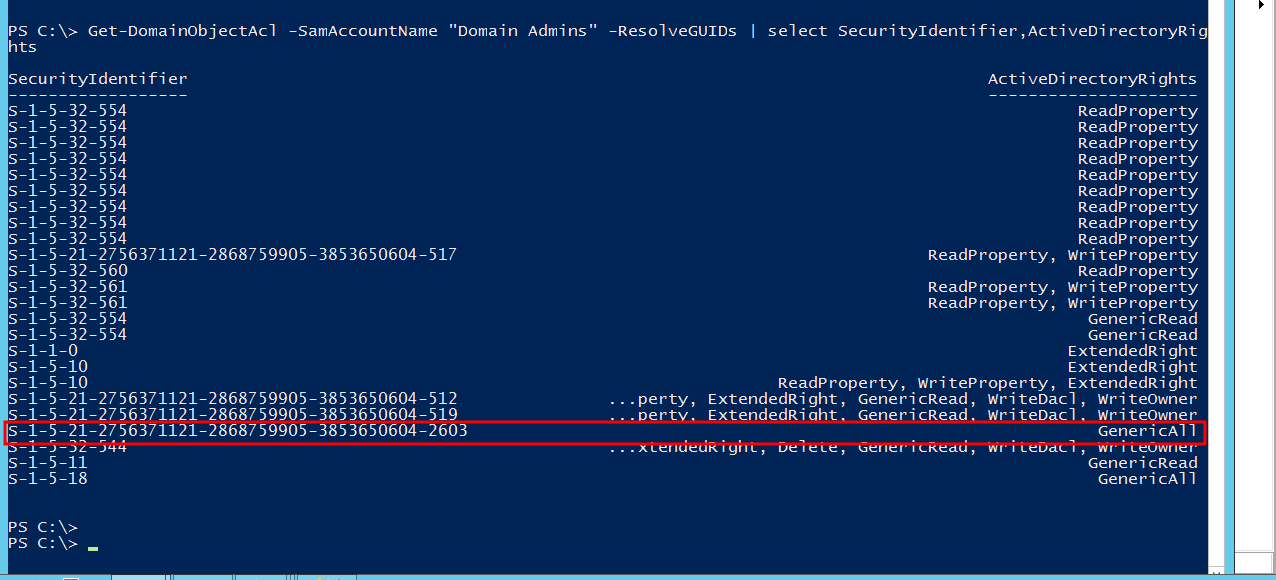 PS C:\> Get-DomainObjectAcl -SamAccountName "Domain Admins" -ResolveGUIDs | select SecurityIdentifier,ActiveDirectoryRig
hts
SecurityIdentifier ActiveDirectoryRights
------------------ ---------------------
S-1-5-32-554 ReadProperty
S-1-5-32-554 ReadProperty
S-1-5-32-554 ReadProperty
S-1-5-32-554 ReadProperty
S-1-5-32-554 ReadProperty
S-1-5-32-554 ReadProperty
S-1-5-32-554 ReadProperty
S-1-5-32-554 ReadProperty
S-1-5-32-554 ReadProperty
S-1-5-21-2756371121-2868759905-3853650604-517 ReadProperty, WriteProperty
S-1-5-32-560 ReadProperty
S-1-5-32-561 ReadProperty, WriteProperty
S-1-5-32-561 ReadProperty, WriteProperty
S-1-5-32-554 GenericRead
S-1-5-32-554 GenericRead
S-1-1-0 ExtendedRight
S-1-5-10 ExtendedRight
S-1-5-10 ReadProperty, WriteProperty, ExtendedRight
S-1-5-21-2756371121-2868759905-3853650604-512 ...perty, ExtendedRight, GenericRead, WriteDacl, WriteOwner
S-1-5-21-2756371121-2868759905-3853650604-519 ...perty, ExtendedRight, GenericRead, WriteDacl, WriteOwner
S-1-5-21-2756371121-2868759905-3853650604-2603 GenericAll
S-1-5-32-544 ...xtendedRight, Delete, GenericRead, WriteDacl, WriteOwner
S-1-5-11 GenericRead
S-1-5-18 GenericAll
PS C:\>
PS C:\>